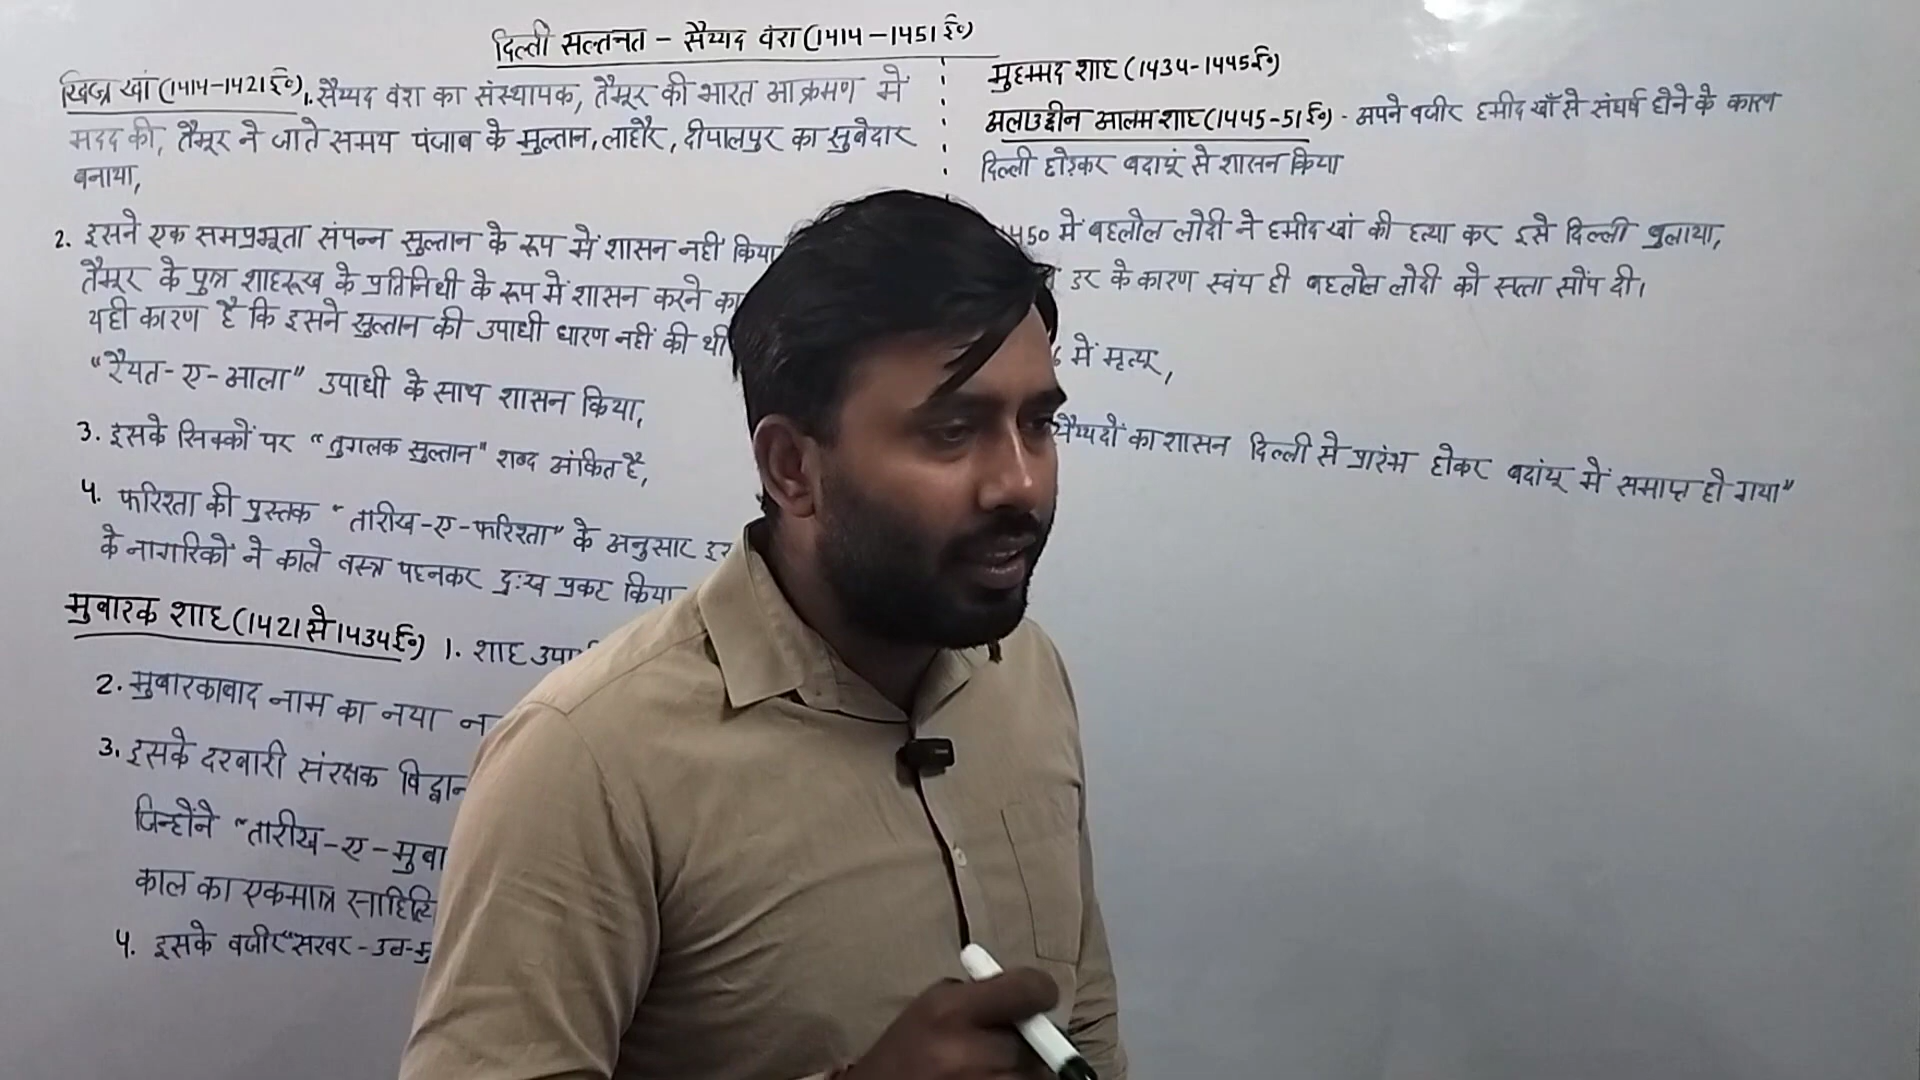 दिल्ली सल्तनत - सैय्यद वंश (1414-1451 ई०)
खिज्र खां (1414-1421 ई०) 1. सैय्यद वंश का संस्थापक, तैमूर की भारत आक्रमण में
मदद की, तैमूर ने जाते समय पंजाब के मुल्तान, लाहौर, दीपालपुर का सुबेदार
बनाया,
2. इसने एक समप्रभूता संपन्न सुल्तान के रूप में शासन नहीं किया
तैमूर के पुत्र शाहरूख के प्रतिनिधी के रूप में शासन करने का
यही कारण है कि इसने सुल्तान की उपाधी धारण नहीं की थी
"रैयत-ए-आला" उपाधी के साथ शासन किया,
3. इसके सिक्कों पर "तुगलक सुल्तान" शब्द अंकित है,
4. फरिश्ता की पुस्तक "तारीख-ए-फरिश्ता" के अनुसार
के नागरिकों ने काले वस्त्र पहनकर दुःख प्रकट किया
मुबारक शाह (1421 से 1434 ई०) 1. शाह
2. मुबारकाबाद नाम का नया
3. इसके दरबारी संरक्षक
जिन्होंने "तारीख-ए-
काल का एकमात्र
4. इसके वजीर "सरवर-उल-
मुहम्मद शाह (1434-1445 ई०)
अलाउद्दीन आलम शाह (1445-51 ई०) - अपने वजीर हमीद खाँ से संघर्ष होने के कारण
दिल्ली छोड़कर बदायूं से शासन किया
450 में बहलोल लोदी ने हमीद खां की हत्या कर इसे दिल्ली बुलाया,
डर के कारण स्वंय ही बहलोल लोदी को सत्ता सोंप दी।
में मृत्यू,
सैय्यदों का शासन दिल्ली से प्रारंभ होकर बदांयू में समाप्त हो गया"